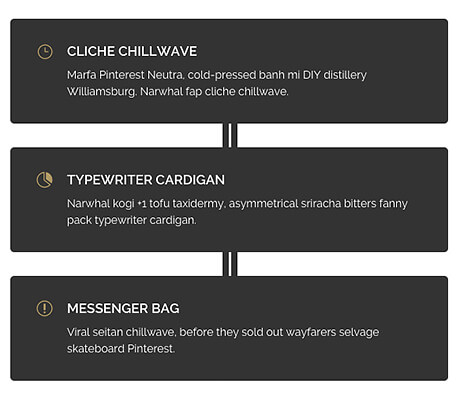 CLICHE CHILLWAVE
Marfa Pinterest Neutra, cold-pressed banh mi DIY distillery
Williamsburg. Narwhal fap cliche chillwave.
TYPEWRITER CARDIGAN
Narwhal kogi +1 tofu taxidermy, asymmetrical sriracha bitters fanny
pack typewriter cardigan.
MESSENGER BAG
Viral seitan chillwave, before they sold out wayfarers selvage
skateboard Pinterest.